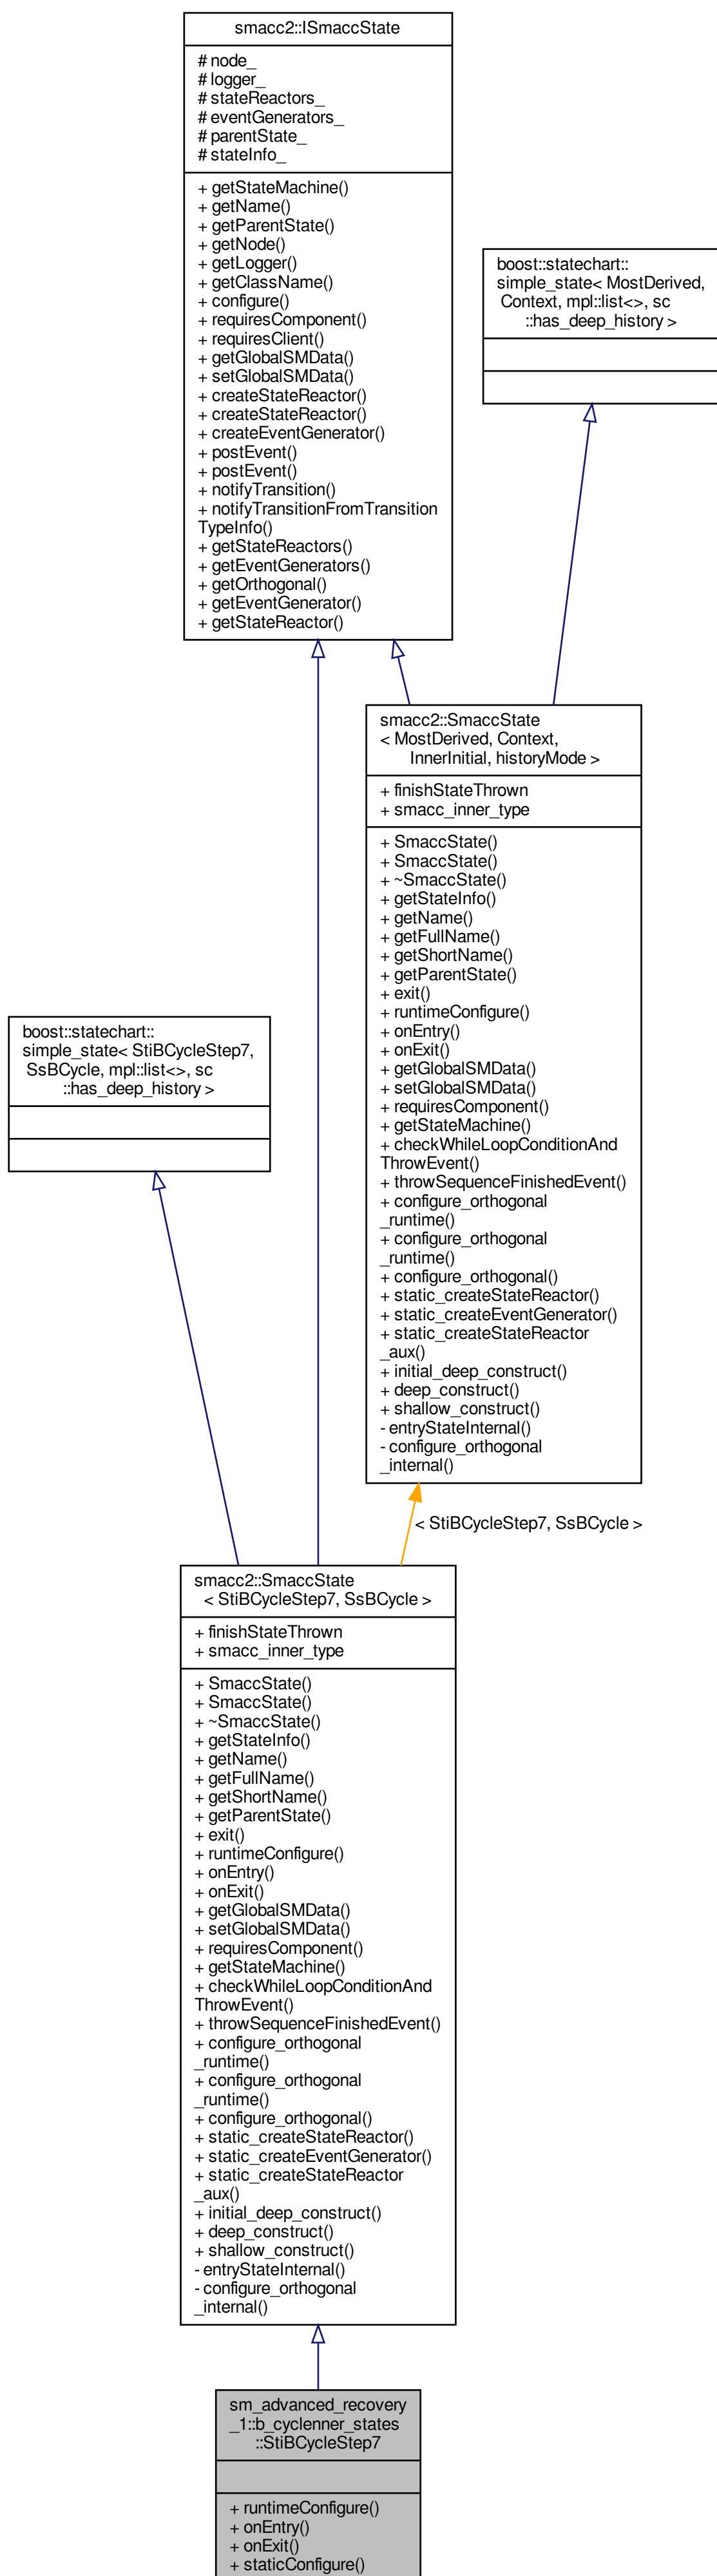 smacc2::ISmaccState
# node_
# logger_
# stateReactors_
# eventGenerators_
# parentState_
# stateInfo_
+ getStateMachine()
+ getName()
+ getParentState()
+ getNode()
+ getLogger()
+ getClassName()
+ configure()
+ requiresComponent()
+ requiresClient()
+ getGlobalSMData()
+ setGlobalSMData()
+ createStateReactor()
+ createStateReactor()
+ createEventGenerator()
+ postEvent()
+ postEvent()
+ notifyTransition()
+ notifyTransitionFromTransition
TypeInfo()
+ getStateReactors()
+ getEventGenerators()
+ getOrthogonal()
+ getEventGenerator()
+ getStateReactor()
boost::statechart::
simple_state< MostDerived,
Context, mpl::list<>, sc
::has_deep_history >
smacc2::SmaccState
< MostDerived, Context,
InnerInitial, historyMode >
+ finishStateThrown
+ smacc_inner_type
+ SmaccState()
+ SmaccState()
+ ~SmaccState()
+ getStateInfo()
+ getName()
+ getFullName()
+ getShortName()
+ getParentState()
+ exit()
+ runtimeConfigure()
+ onEntry()
+ onExit()
+ getGlobalSMData()
+ setGlobalSMData()
+ requiresComponent()
+ getStateMachine()
+ checkWhileLoopConditionAnd
ThrowEvent()
+ throwSequenceFinishedEvent()
+ configure_orthogonal
_runtime()
+ configure_orthogonal
_runtime()
+ configure_orthogonal()
+ static_createStateReactor()
+ static_createEventGenerator()
+ static_createStateReactor
_aux()
+ initial_deep_construct()
+ deep_construct()
+ shallow_construct()
- entryStateInternal()
- configure_orthogonal
_internal()
boost::statechart::
simple_state< StiBCycleStep7,
SsBCycle, mpl::list<>, sc
::has_deep_history >
< StiBCycleStep7, SsBCycle >
smacc2::SmaccState
< StiBCycleStep7, SsBCycle >
+ finishStateThrown
+ smacc_inner_type
+ SmaccState()
+ SmaccState()
+ ~SmaccState()
+ getStateInfo()
+ getName()
+ getFullName()
+ getShortName()
+ getParentState()
+ exit()
+ runtimeConfigure()
+ onEntry()
+ onExit()
+ getGlobalSMData()
+ setGlobalSMData()
+ requiresComponent()
+ getStateMachine()
+ checkWhileLoopConditionAnd
ThrowEvent()
+ throwSequenceFinishedEvent()
+ configure_orthogonal
_runtime()
+ configure_orthogonal
_runtime()
+ configure_orthogonal()
+ static_createStateReactor()
+ static_createEventGenerator()
+ static_createStateReactor
_aux()
+ initial_deep_construct()
+ deep_construct()
+ shallow_construct()
- entryStateInternal()
- configure_orthogonal
_internal()
sm_advanced_recovery
_1::b_cyclenner_states
::StiBCycleStep7
+ runtimeConfigure()
+ onEntry()
+ onExit()
+ staticConfigure()